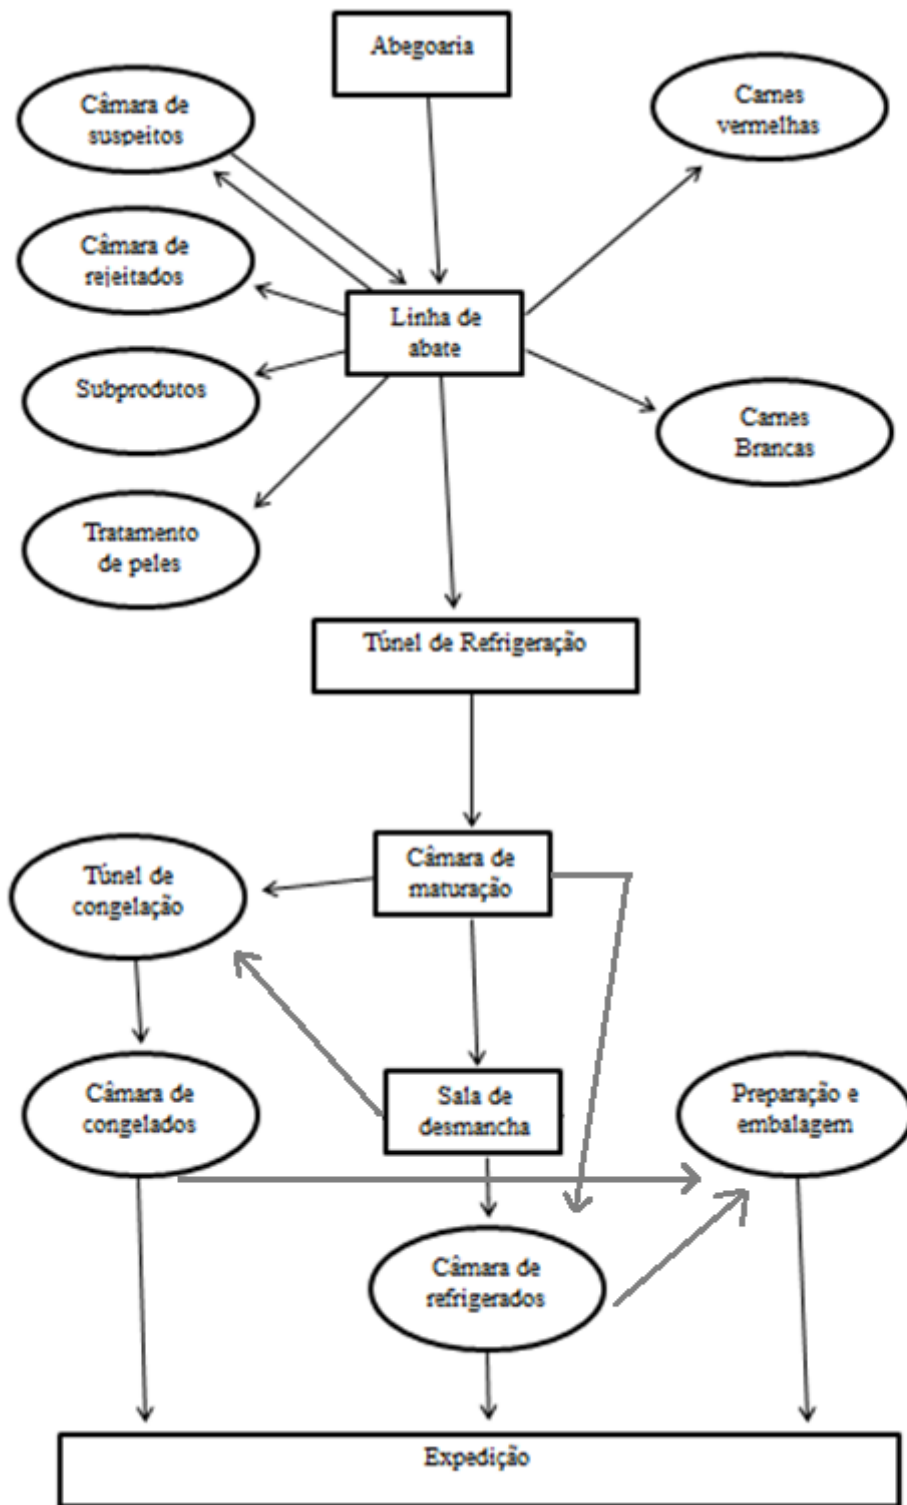 Abegoaria
Câmara de
suspeitos
Carnes
vermelhas
Câmara de
rejeitados
Linha de
abate
Subprodutos
Carnes
Brancas
Tratamento
de peles
Túnel de Refrigeração
Câmara de
maturação
Túnel de
congelação
Câmara de
congelados
Sala de
desmancha
Preparação e
embalagem
Câmara de
refrigerados
Expedição